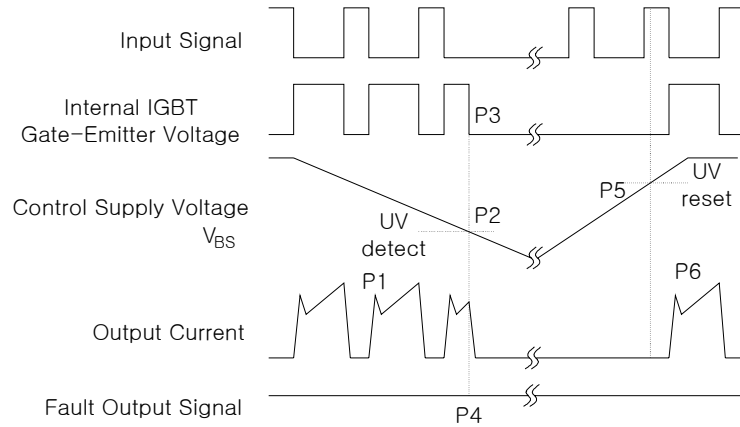 Input Signal
Internal IGBT
Gate-Emitter Voltage
P3
Control Supply Voltage
V_BS
UV
detect
P2
P5
UV
reset
P1
P6
Output Current
Fault Output Signal
P4